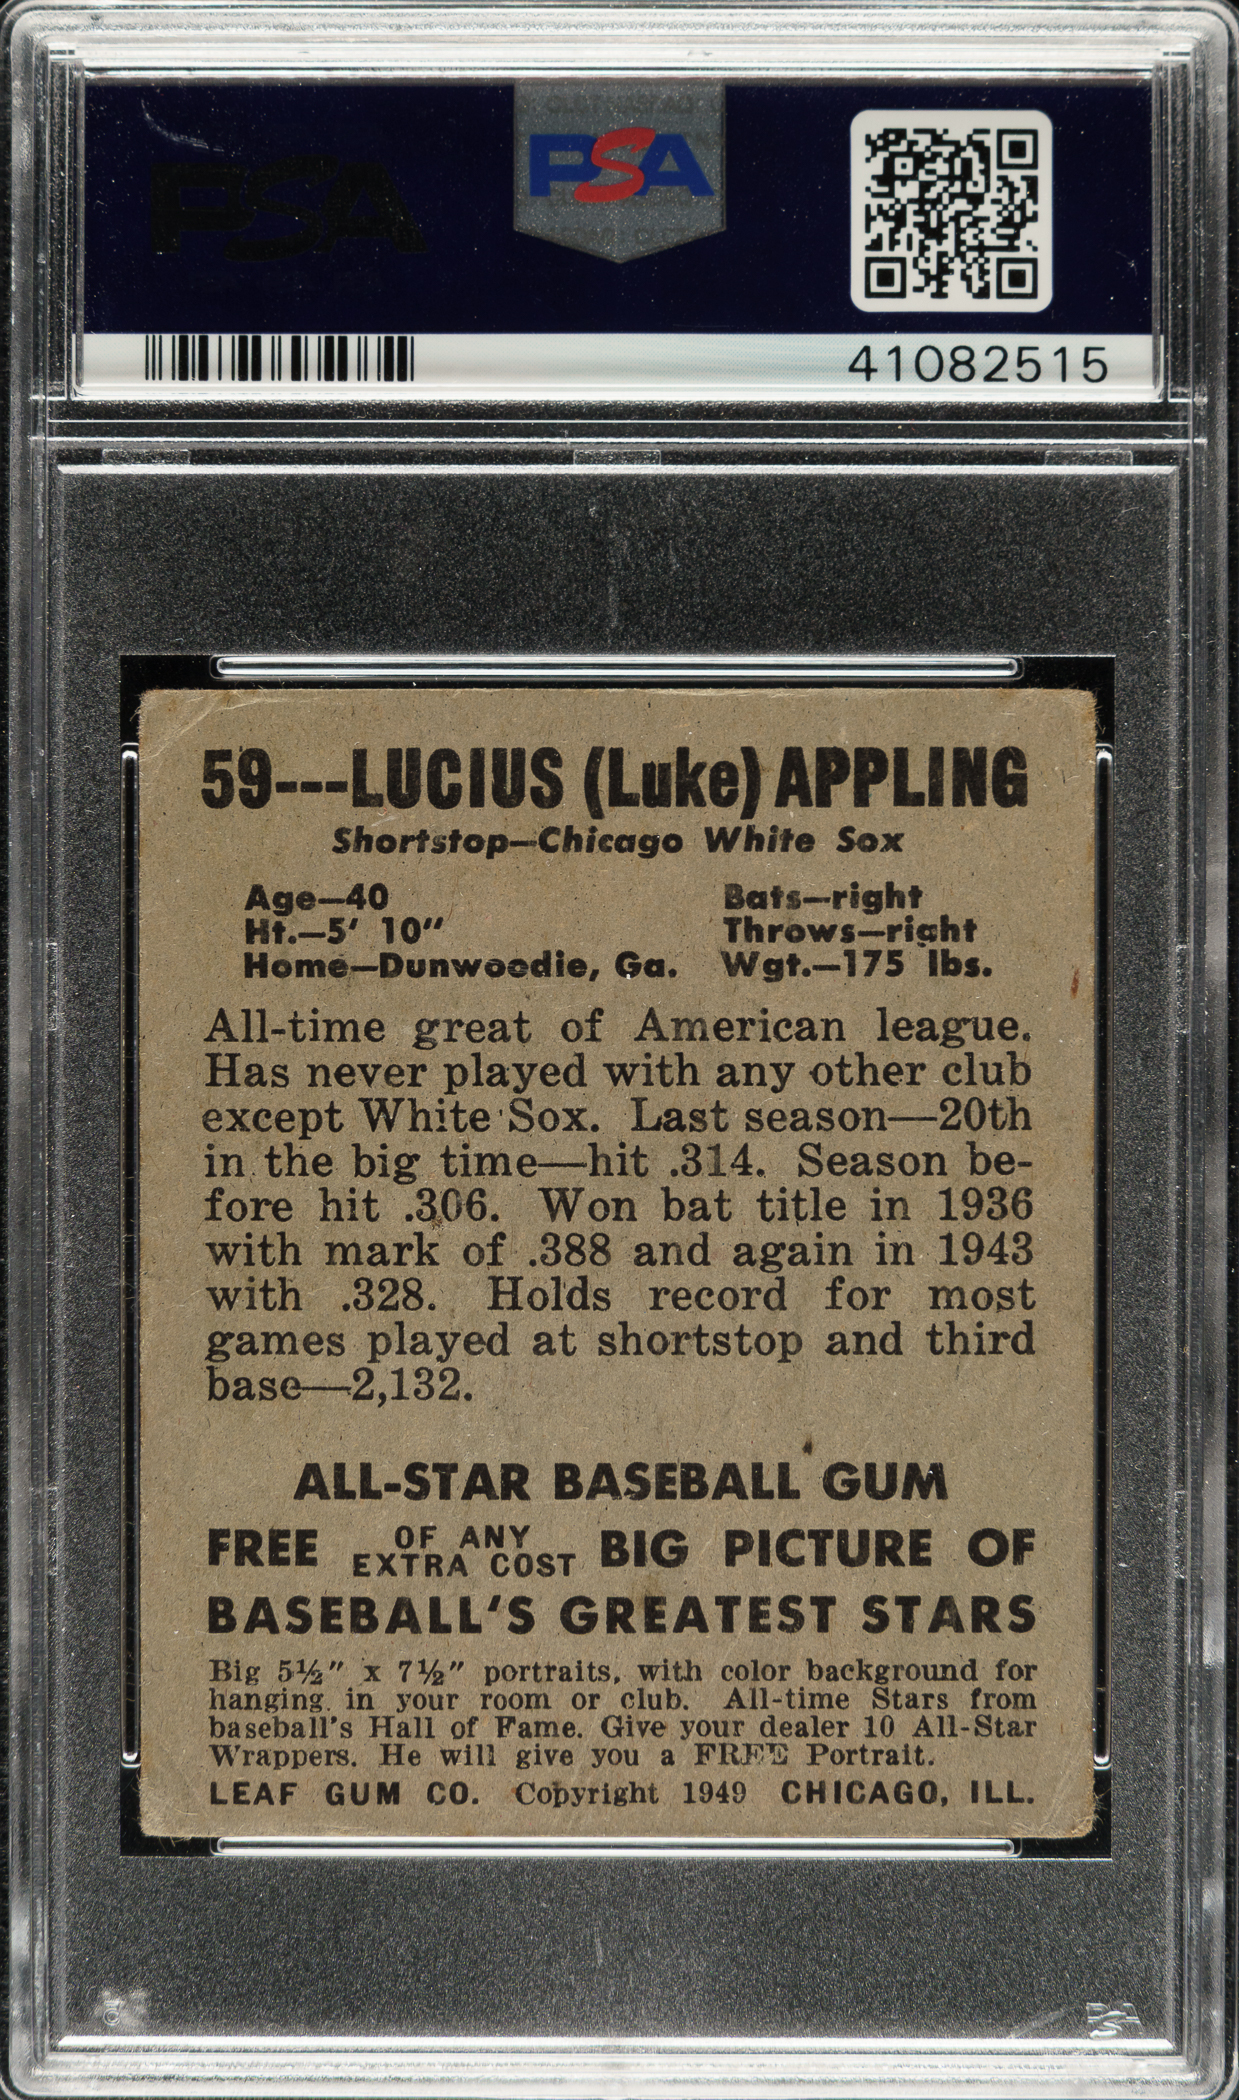 PSA
PSA
41082515
59---LUCIUS (Luke) APPLING
Shortstop—Chicago White Sox
Age—40 Bats—right
Ht.—5' 10" Throws—right
Home—Dunwoodie, Ga. Wgt.—175 lbs.
All-time great of American league.
Has never played with any other club
except White Sox. Last season—20th
in the big time—hit .314. Season be-
fore hit .306. Won bat title in 1936
with mark of .388 and again in 1943
with .328. Holds record for most
games played at shortstop and third
base—2,132.
ALL-STAR BASEBALL GUM
FREE OF ANY EXTRA COST BIG PICTURE OF
BASEBALL'S GREATEST STARS
Big 5½" x 7½" portraits, with color background for
hanging in your room or club. All-time Stars from
baseball's Hall of Fame. Give your dealer 10 All-Star
Wrappers. He will give you a FREE Portrait.
LEAF GUM CO. Copyright 1949 CHICAGO, ILL.
PSA